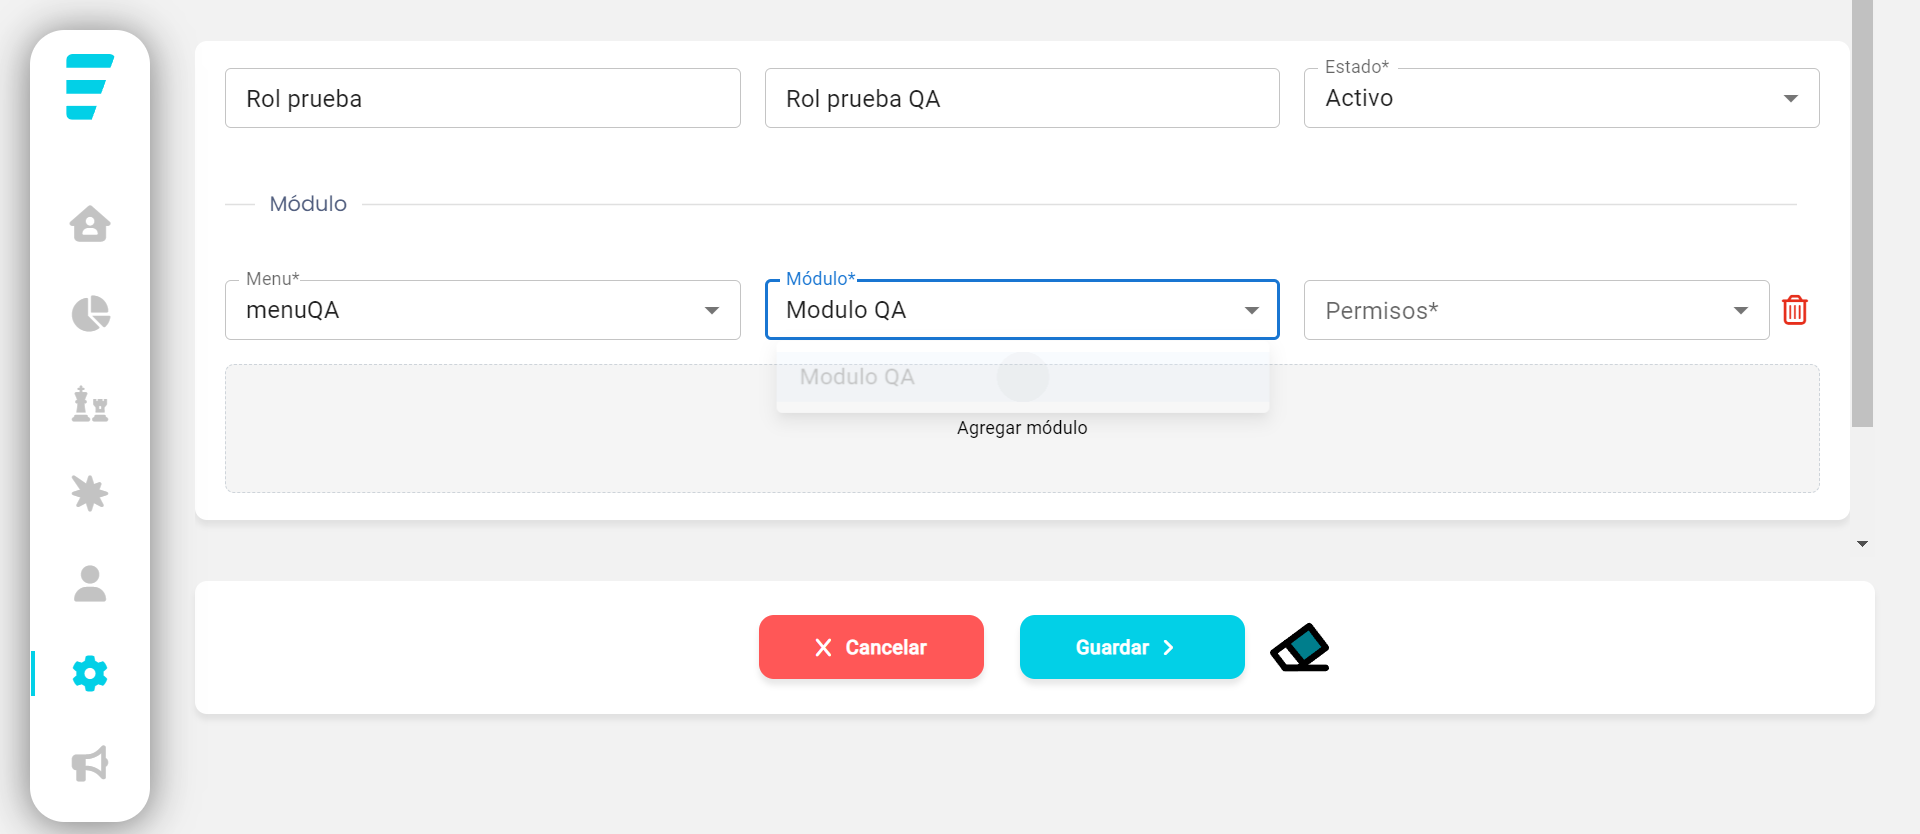 Estado*
Rol prueba
Rol prueba QA
Activo
Módulo
Menu*
Módulo*
menuQA
Modulo QA
Permisos*
Modulo QA
Agregar módulo
Cancelar
Guardar